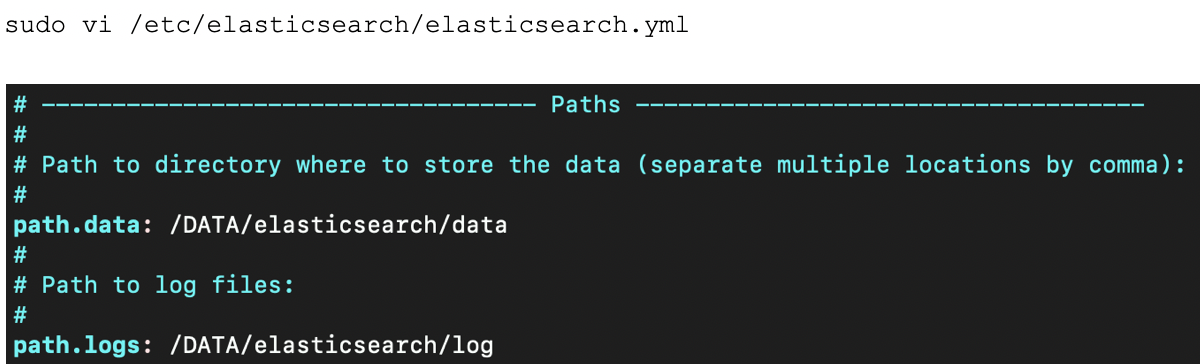 sudo vi /etc/elasticsearch/elasticsearch.yml
# ----------------------------------- Paths ------------------------------------
#
# Path to directory where to store the data (separate multiple locations by comma):
#
path.data: /DATA/elasticsearch/data
#
# Path to log files:
#
path.logs: /DATA/elasticsearch/log